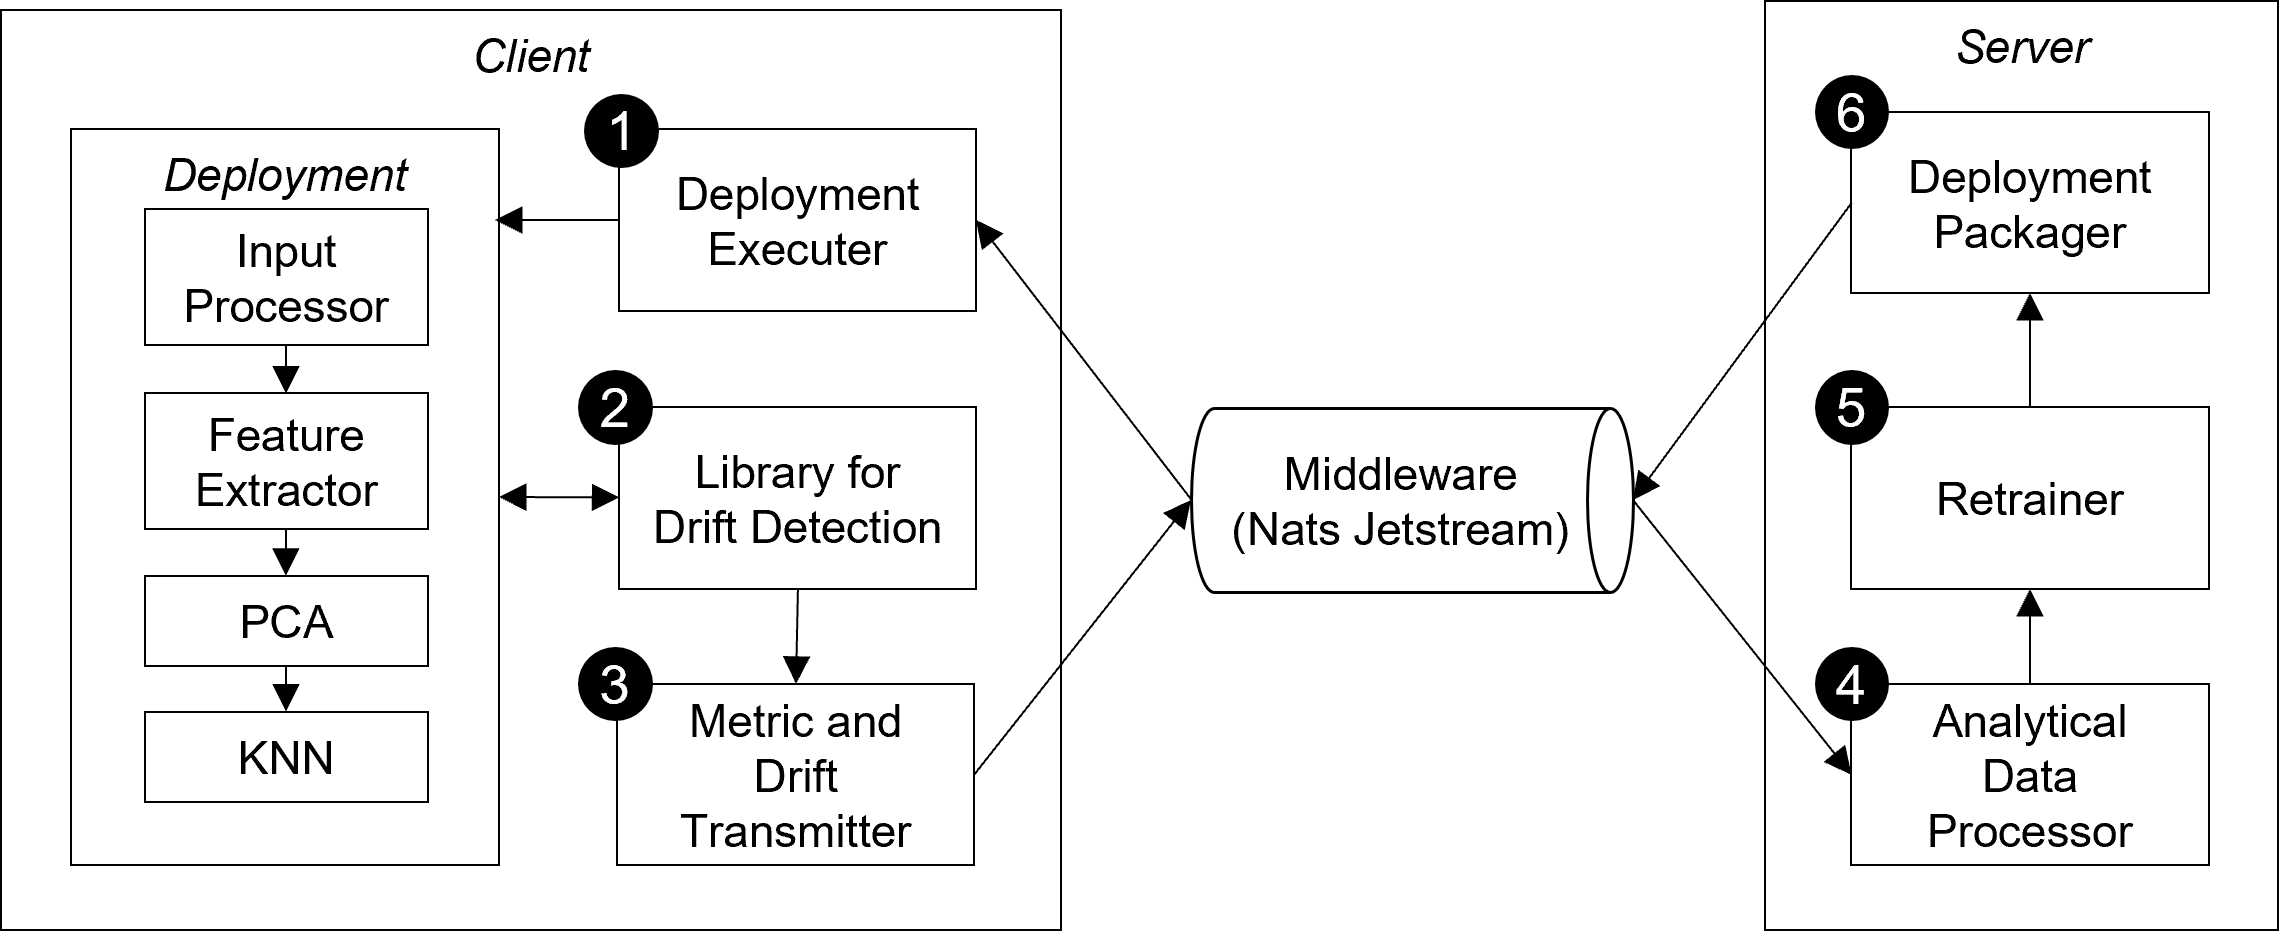 Client
Deployment
Input
Processor
Feature
Extractor
PCA
KNN
1
Deployment
Executer
2
Library for
Drift Detection
3
Metric and
Drift
Transmitter
Middleware
(Nats Jetstream)
Server
6
Deployment
Packager
5
Retrainer
4
Analytical
Data
Processor